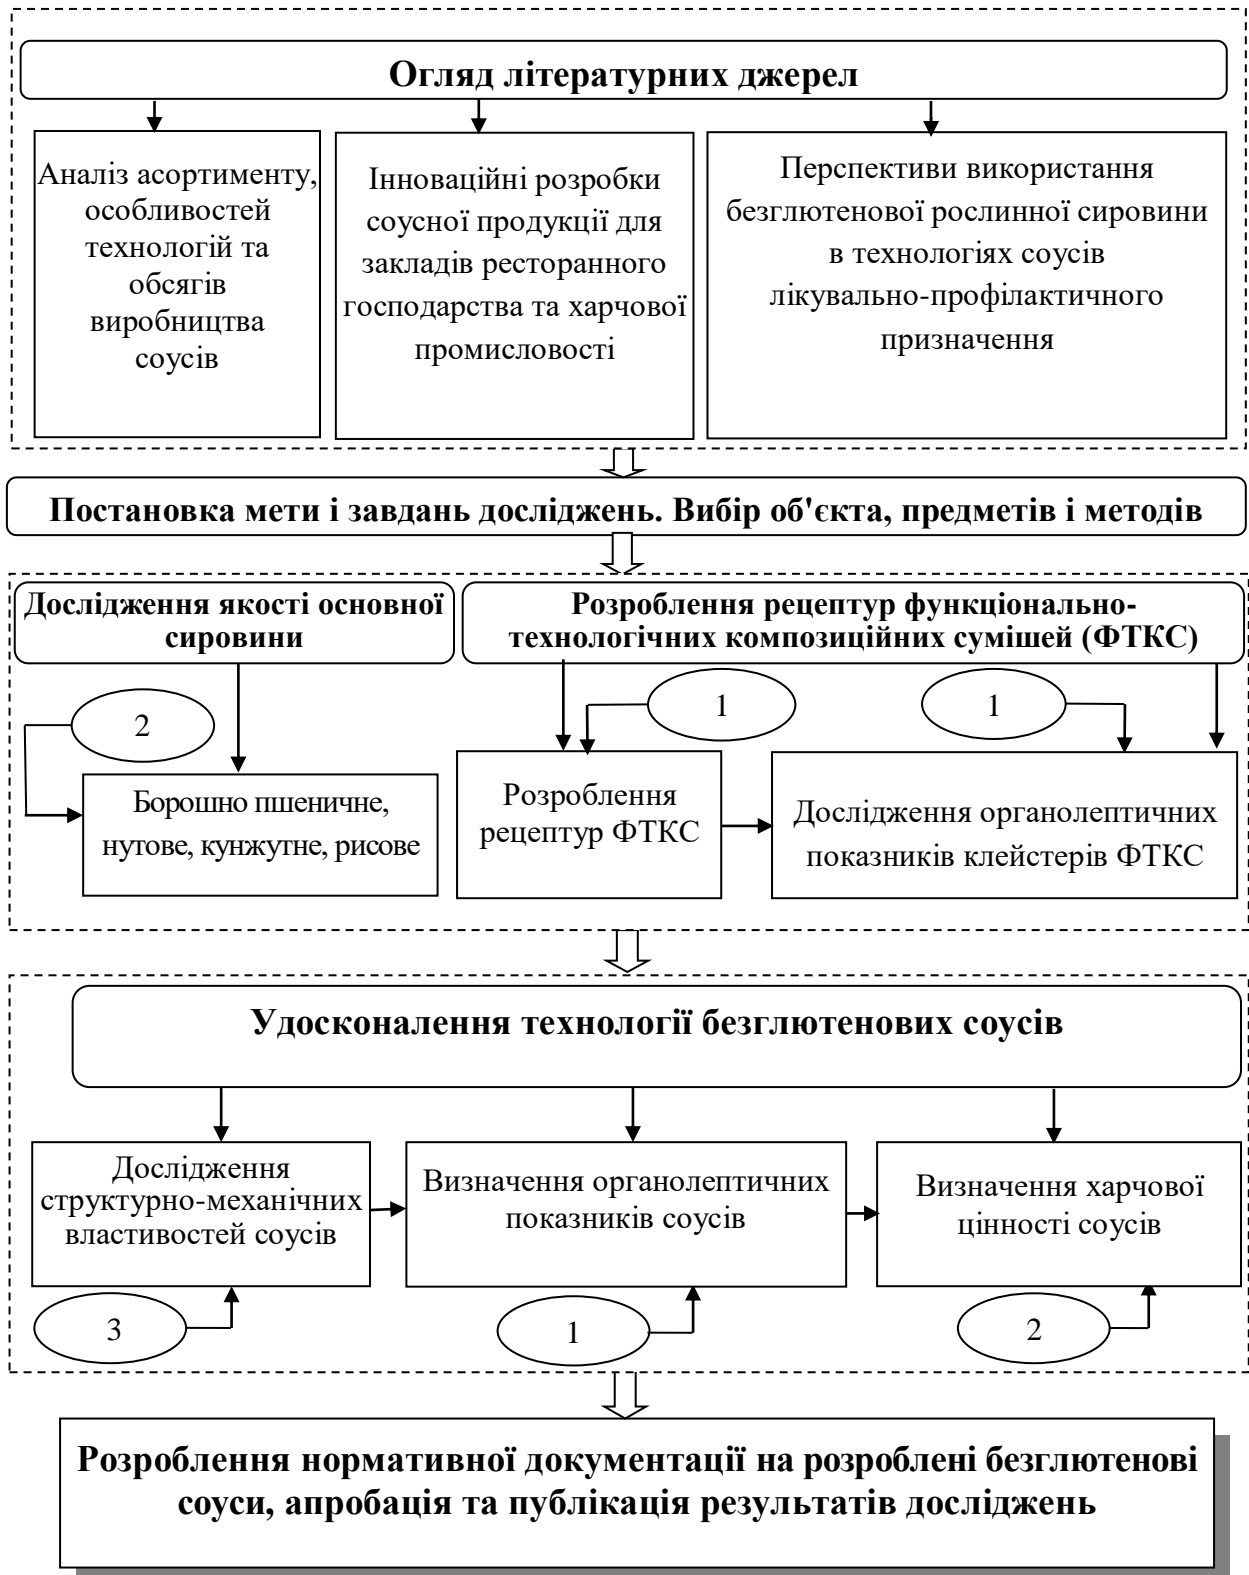 Огляд літературних джерел
Аналіз асортименту,
особливостей
технологій та
обсягів
виробництва
соусів
Інноваційні розробки
соусної продукції для
закладів ресторанного
господарства та харчової
промисловості
Перспективи використання
безглютенової рослинної сировини
в технологіях соусів
лікувально-профілактичного
призначення
Постановка мети і завдань досліджень. Вибір об'єкта, предметів і методів
Дослідження якості основної
сировини
Розроблення рецептур функціонально-
технологічних композиційних сумішей (ФТКС)
2
1
1
Борошно пшеничне,
нутове, кунжутне, рисове
Розроблення
рецептур ФТКС
Дослідження органолептичних
показників клейстерів ФТКС
Удосконалення технології безглютенових соусів
Дослідження
структурно-механічних
властивостей соусів
Визначення органолептичних
показників соусів
Визначення харчової
цінності соусів
3
1
2
Розроблення нормативної документації на розроблені безглютенові
соуси, апробація та публікація результатів досліджень